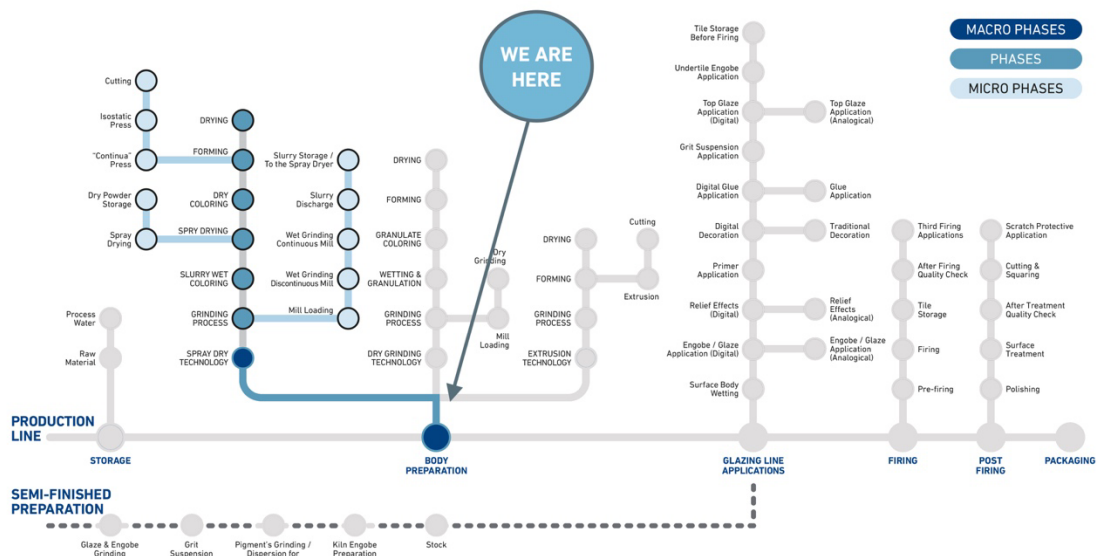 WE ARE
HERE
MACRO PHASES
PHASES
MICRO PHASES
Cutting
Isostatic
Press
"Continua"
Press
Dry Powder
Storage
Spray
Drying
DRYING
FORMING
DRY
COLORING
SPRY DRYING
SLURRY WET
COLORING
GRINDING
PROCESS
SPRAY DRY
TECHNOLOGY
Slurry Storage /
To the Spray Dryer
Slurry
Discharge
Wet Grinding
Continuous Mill
Wet Grinding
Discontinuous Mill
Mill Loading
Process
Water
Raw
Material
DRYING
FORMING
GRANULATE
COLORING
WETTING &
GRANULATION
GRINDING
PROCESS
DRY GRINDING
TECHNOLOGY
Dry
Grinding
Mill
Loading
DRYING
FORMING
GRINDING
PROCESS
EXTRUSION
TECHNOLOGY
Cutting
Extrusion
Tile Storage
Before Firing
Undertile Engobe
Application
Top Glaze
Application
(Digital)
Top Glaze
Application
(Analogical)
Grit Suspension
Application
Digital Glue
Application
Glue
Application
Digital
Decoration
Traditional
Decoration
Primer
Application
Relief Effects
(Digital)
Relief
Effects
(Analogical)
Engobe / Glaze
Application (Digital)
Engobe / Glaze
Application
(Analogical)
Surface Body
Wetting
Third Firing
Applications
After Firing
Quality Check
Tile
Storage
Firing
Pre-firing
Scratch Protective
Application
Cutting &
Squaring
After Treatment
Quality Check
Surface
Treatment
Polishing
PRODUCTION
LINE
STORAGE
BODY
PREPARATION
GLAZING LINE
APPLICATIONS
FIRING
POST
FIRING
PACKAGING
SEMI-FINISHED
PREPARATION
Glaze & Engobe
Grinding
Grit
Suspension
Pigment's Grinding /
Dispersion for
Kiln Engobe
Preparation
Stock